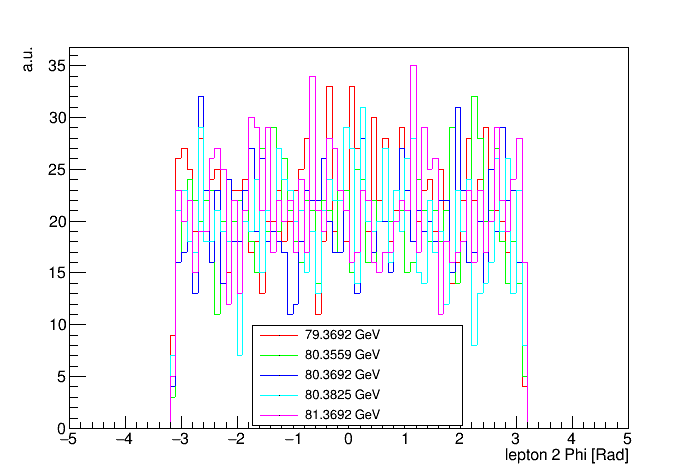 a.u.
35
30
25
20
15
10
5
0
79.3692 GeV
80.3559 GeV
80.3692 GeV
80.3825 GeV
81.3692 GeV
−5 −4 −3 −2 −1 0 1 2 3 4 5
lepton 2 Phi [Rad]